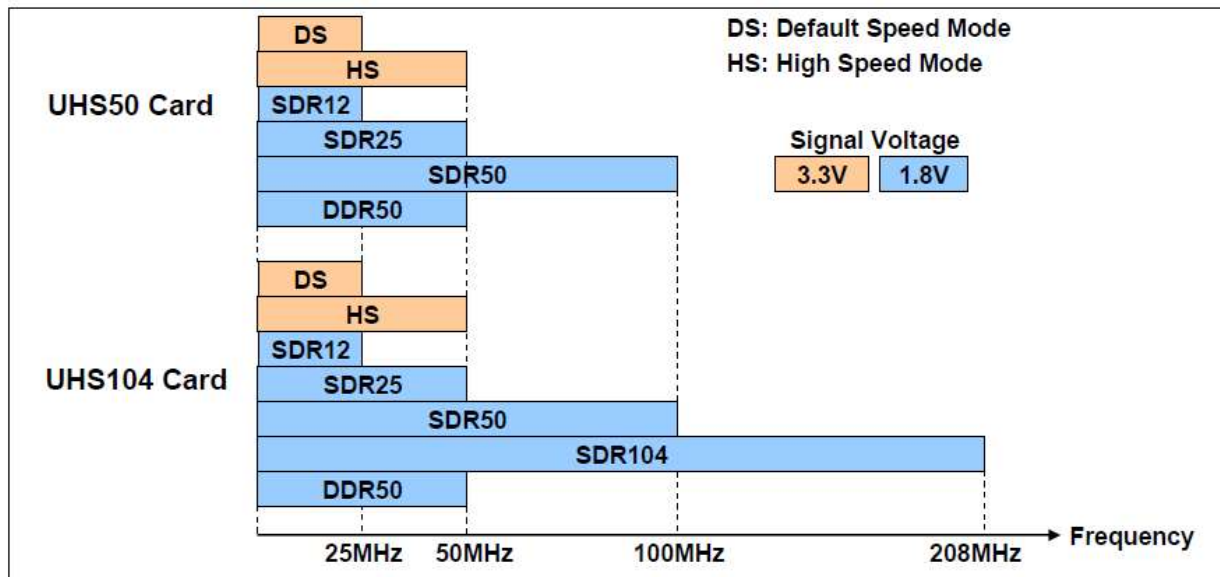 DS: Default Speed Mode
HS: High Speed Mode
Signal Voltage
3.3V 1.8V
UHS50 Card
DS
HS
SDR12
SDR25
SDR50
DDR50
UHS104 Card
DS
HS
SDR12
SDR25
SDR50
SDR104
DDR50
25MHz 50MHz 100MHz 208MHz
Frequency